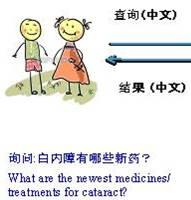 查询(中文)
结果 (中文)
询问:白内障有哪些新药？
What are the newest medicines/
treatments for cataract?